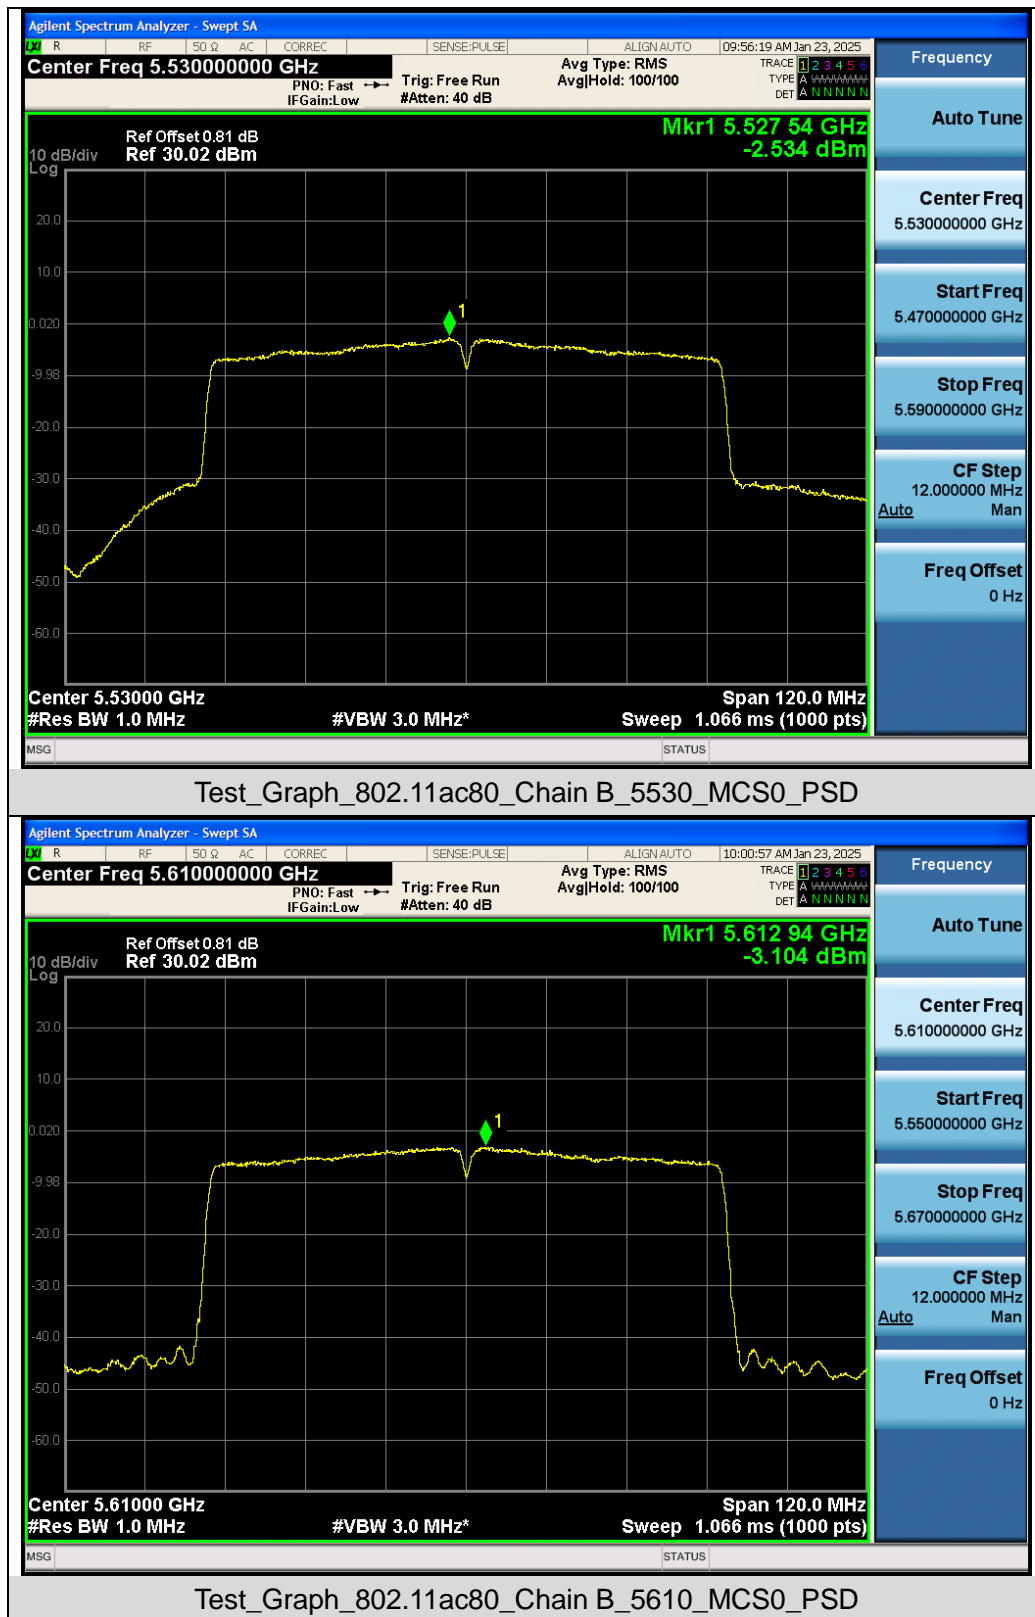 Agilent Spectrum Analyzer - Swept SA
LXI R RF 50 Ω AC CORREC SENSE:PULSE ALIGN AUTO 09:56:19 AM Jan 23, 2025
Center Freq 5.530000000 GHz
PNO: Fast
IFGain:Low
Trig: Free Run
#Atten: 40 dB
Avg Type: RMS
Avg|Hold: 100/100
TRACE 1 2 3 4 5 6
TYPE A WWWWW
DET A N N N N N
Frequency
Auto Tune
Center Freq
5.530000000 GHz
Start Freq
5.470000000 GHz
Stop Freq
5.590000000 GHz
CF Step
12.000000 MHz
Auto Man
Freq Offset
0 Hz
Mkr1 5.527 54 GHz
-2.534 dBm
Ref Offset 0.81 dB
10 dB/div Ref 30.02 dBm
Log
20.0
10.0
1
0.020
-9.98
-20.0
-30.0
-40.0
-50.0
-60.0
Center 5.53000 GHz Span 120.0 MHz
#Res BW 1.0 MHz #VBW 3.0 MHz* Sweep 1.066 ms (1000 pts)
MSG STATUS
Test_Graph_802.11ac80_Chain B_5530_MCS0_PSD
Agilent Spectrum Analyzer - Swept SA
LXI R RF 50 Ω AC CORREC SENSE:PULSE ALIGN AUTO 10:00:57 AM Jan 23, 2025
Center Freq 5.610000000 GHz
PNO: Fast
IFGain:Low
Trig: Free Run
#Atten: 40 dB
Avg Type: RMS
Avg|Hold: 100/100
TRACE 1 2 3 4 5 6
TYPE A WWWWW
DET A N N N N N
Frequency
Auto Tune
Center Freq
5.610000000 GHz
Start Freq
5.550000000 GHz
Stop Freq
5.670000000 GHz
CF Step
12.000000 MHz
Auto Man
Freq Offset
0 Hz
Mkr1 5.612 94 GHz
-3.104 dBm
Ref Offset 0.81 dB
10 dB/div Ref 30.02 dBm
Log
20.0
10.0
1
0.020
-9.98
-20.0
-30.0
-40.0
-50.0
-60.0
Center 5.61000 GHz Span 120.0 MHz
#Res BW 1.0 MHz #VBW 3.0 MHz* Sweep 1.066 ms (1000 pts)
MSG STATUS
Test_Graph_802.11ac80_Chain B_5610_MCS0_PSD